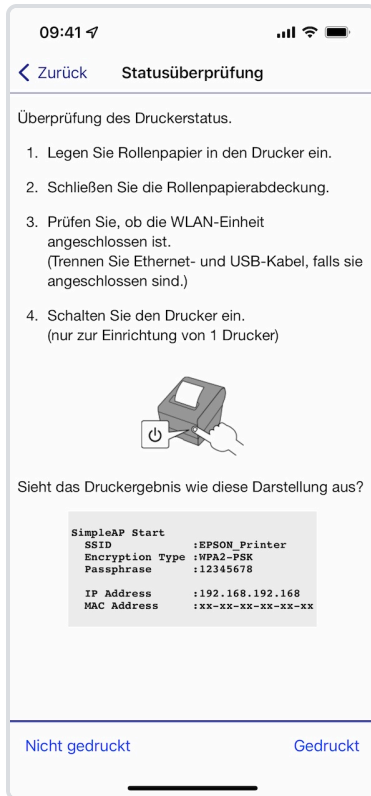 09:41
Zurück Statusüberprüfung
Überprüfung des Druckerstatus.
1. Legen Sie Rollenpapier in den Drucker ein.
2. Schließen Sie die Rollenpapierabdeckung.
3. Prüfen Sie, ob die WLAN-Einheit
angeschlossen ist.
(Trennen Sie Ethernet- und USB-Kabel, falls sie
angeschlossen sind.)
4. Schalten Sie den Drucker ein.
(nur zur Einrichtung von 1 Drucker)
Sieht das Druckergebnis wie diese Darstellung aus?
SimpleAP Start
SSID :EPSON_Printer
Encryption Type :WPA2-PSK
Passphrase :12345678
IP Address :192.168.192.168
MAC Address :xx-xx-xx-xx-xx-xx
Nicht gedruckt Gedruckt